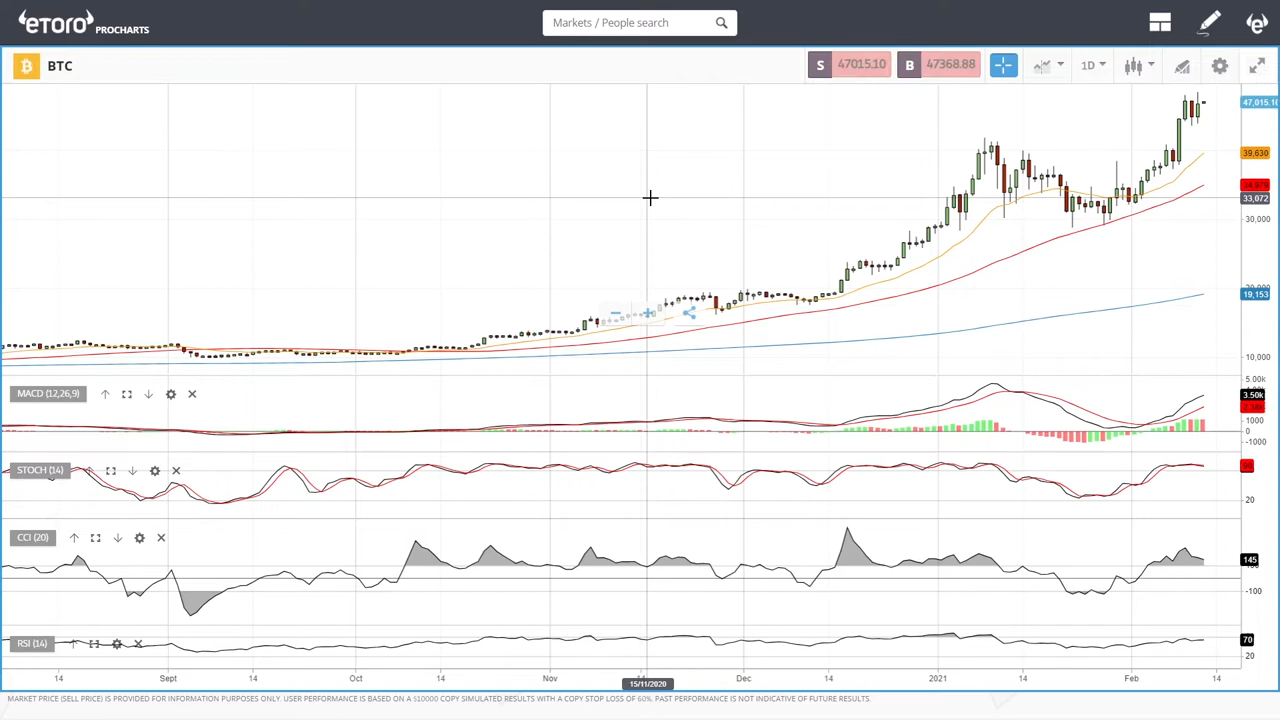 eTORO PROCHARTS
Markets / People search
BTC
S 47015.10 B 47368.88 1D
47,015.10
39,630
33,072
30,000
19,153
10,000
MACD (12,26,9)
5.00k
3.50k
1000
0
-1000
STOCH (14)
20
CCI (20)
145
-100
RSI (14)
70
20
14 Sept 14 Oct 14 Nov Dec 14 2021 14 Feb 14
15/11/2020
MARKET PRICE (SELL PRICE) IS PROVIDED FOR INFORMATION PURPOSES ONLY. USER PERFORMANCE IS BASED ON A $10000 COPY SIMULATED RESULTS WITH A COPY STOP LOSS OF 60%. PAST PERFORMANCE IS NOT INDICATIVE OF FUTURE RESULTS.